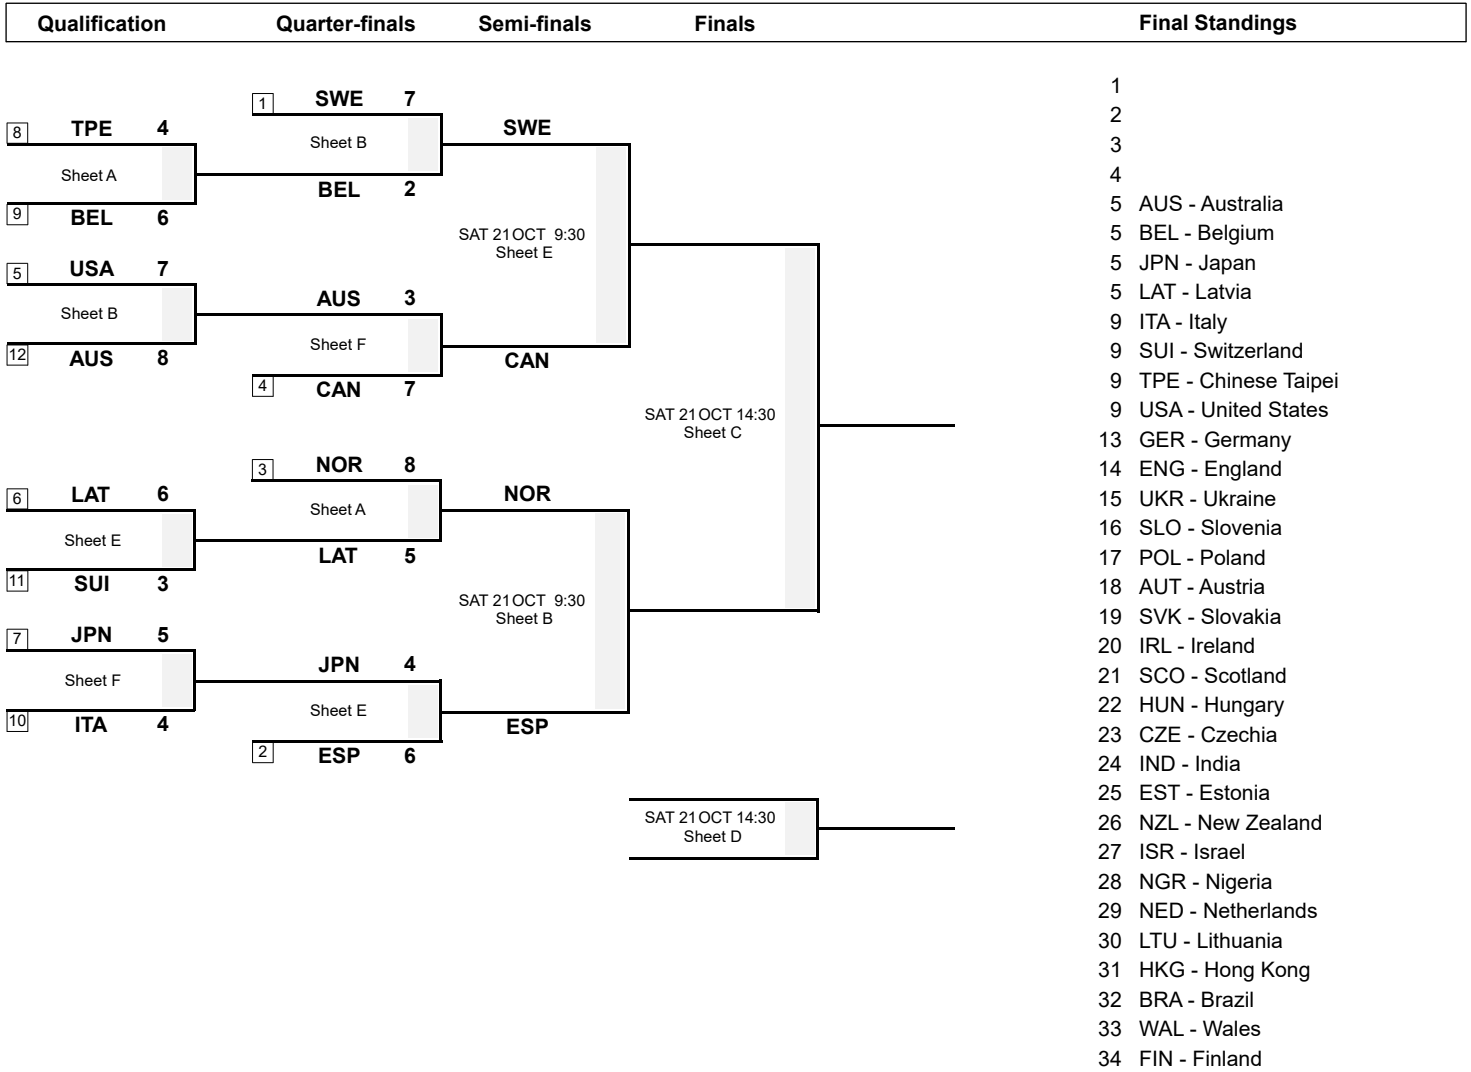 Qualification Quarter-finals Semi-finals Finals Final Standings
1 SWE 7
8 TPE 4
Sheet B
SWE
Sheet A
BEL 2
9 BEL 6
SAT 21 OCT 9:30
Sheet E
5 USA 7
AUS 3
Sheet B
Sheet F
12 AUS 8
CAN
4 CAN 7
SAT 21 OCT 14:30
Sheet C
3 NOR 8
6 LAT 6
Sheet A
NOR
Sheet E
LAT 5
11 SUI 3
SAT 21 OCT 9:30
Sheet B
7 JPN 5
JPN 4
Sheet F
Sheet E
10 ITA 4
ESP
2 ESP 6
SAT 21 OCT 14:30
Sheet D
1
2
3
4
5 AUS - Australia
5 BEL - Belgium
5 JPN - Japan
5 LAT - Latvia
9 ITA - Italy
9 SUI - Switzerland
9 TPE - Chinese Taipei
9 USA - United States
13 GER - Germany
14 ENG - England
15 UKR - Ukraine
16 SLO - Slovenia
17 POL - Poland
18 AUT - Austria
19 SVK - Slovakia
20 IRL - Ireland
21 SCO - Scotland
22 HUN - Hungary
23 CZE - Czechia
24 IND - India
25 EST - Estonia
26 NZL - New Zealand
27 ISR - Israel
28 NGR - Nigeria
29 NED - Netherlands
30 LTU - Lithuania
31 HKG - Hong Kong
32 BRA - Brazil
33 WAL - Wales
34 FIN - Finland